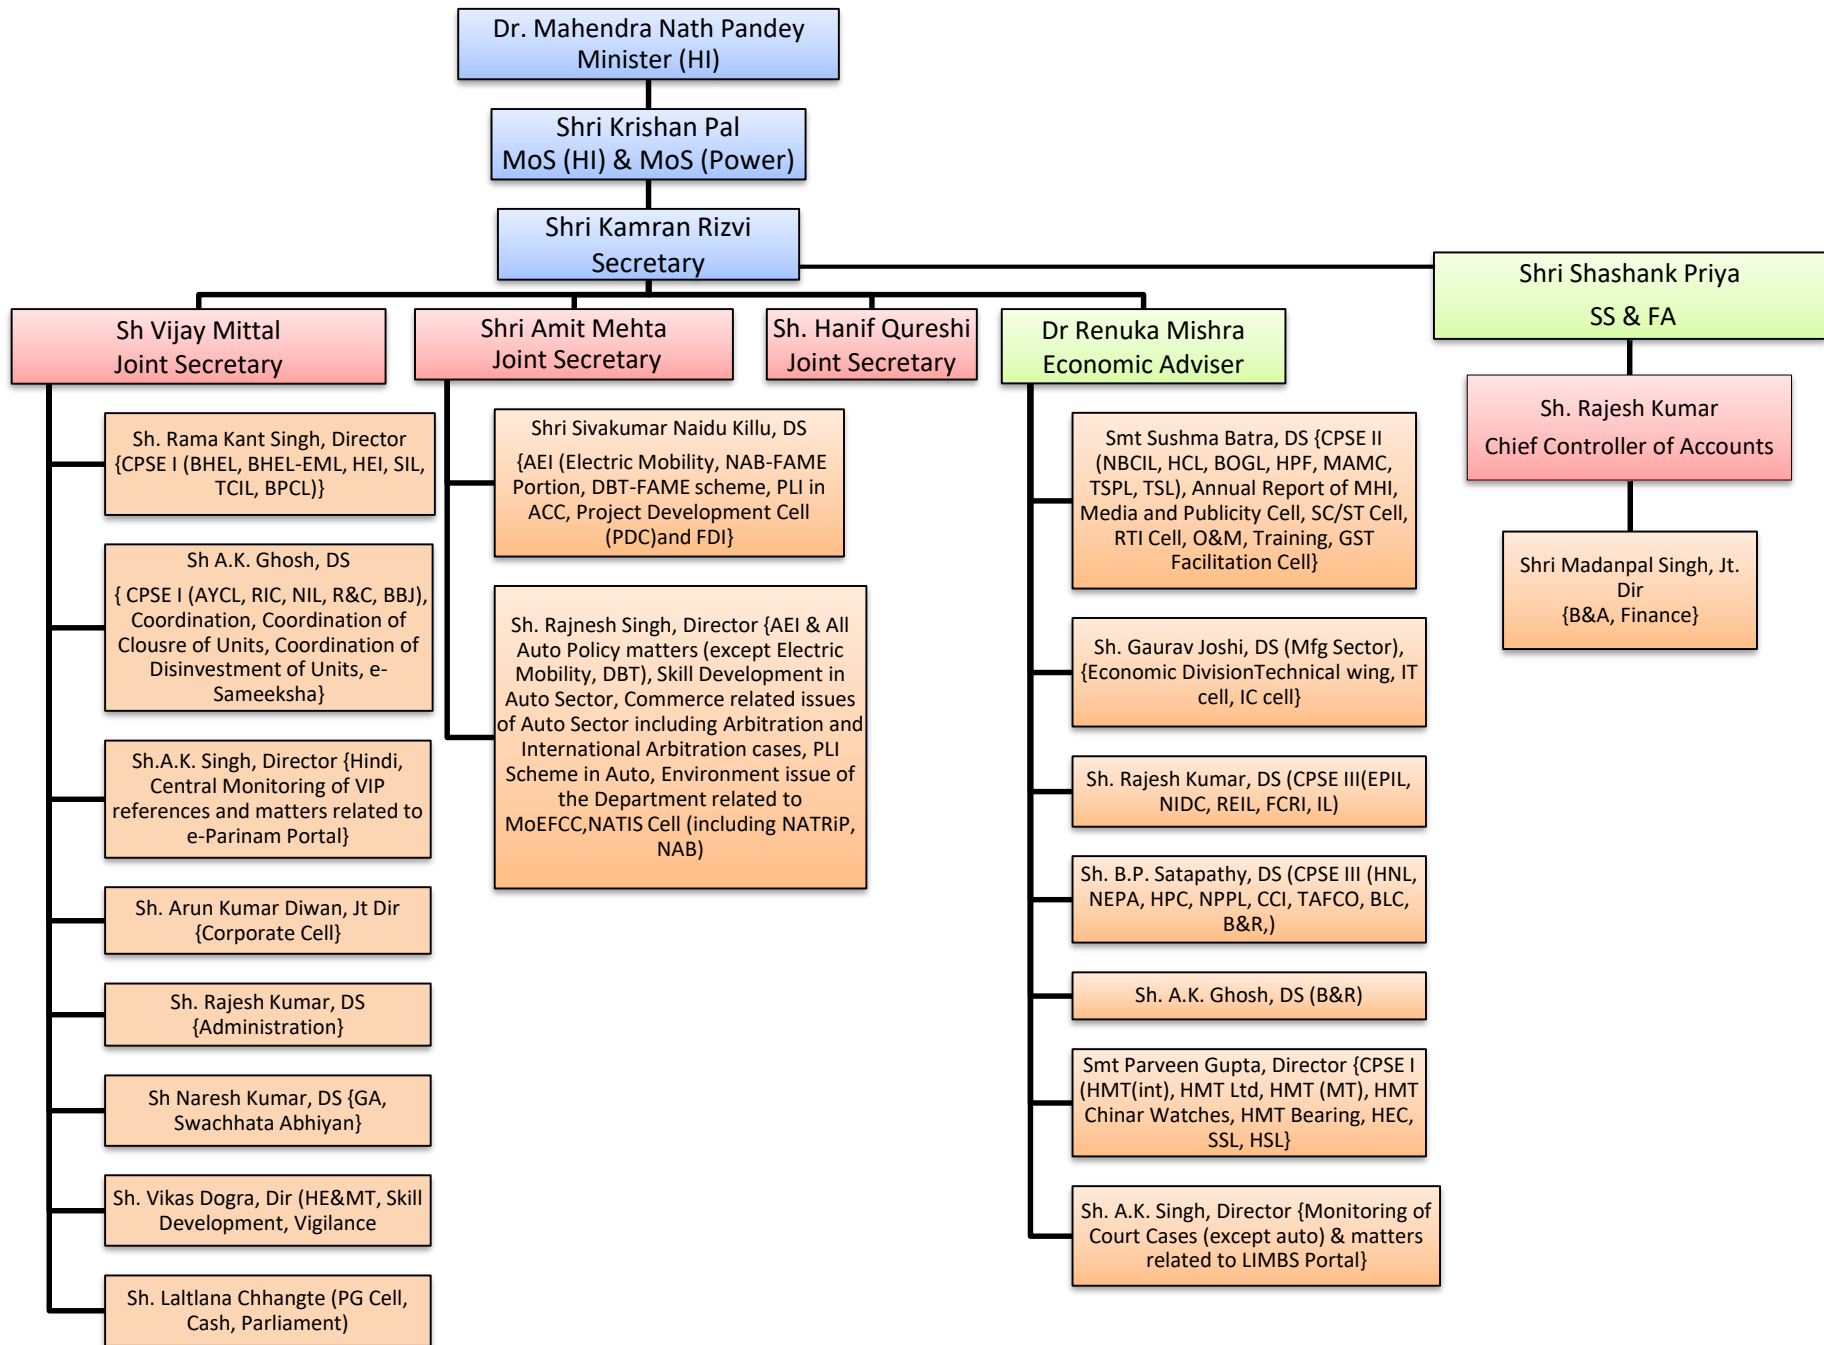 Dr. Mahendra Nath Pandey
Minister (HI)
Shri Krishan Pal
MoS (HI) & MoS (Power)
Shri Kamran Rizvi
Secretary
Shri Shashank Priya
SS & FA
Sh. Rajesh Kumar
Chief Controller of Accounts
Shri Madanpal Singh, Jt.
Dir
{B&A, Finance}
Sh Vijay Mittal
Joint Secretary
Sh. Rama Kant Singh, Director
{CPSE I (BHEL, BHEL-EML, HEI, SIL,
TCIL, BPCL)}
Sh A.K. Ghosh, DS
{ CPSE I (AYCL, RIC, NIL, R&C, BBJ),
Coordination, Coordination of
Clousre of Units, Coordination of
Disinvestment of Units, e-
Sameeksha}
Sh.A.K. Singh, Director {Hindi,
Central Monitoring of VIP
references and matters related to
e-Parinam Portal}
Sh. Arun Kumar Diwan, Jt Dir
{Corporate Cell}
Sh. Rajesh Kumar, DS
{Administration}
Sh Naresh Kumar, DS {GA,
Swachhata Abhiyan}
Sh. Vikas Dogra, Dir (HE&MT, Skill
Development, Vigilance
Sh. Laltlana Chhangte (PG Cell,
Cash, Parliament)
Shri Amit Mehta
Joint Secretary
Shri Sivakumar Naidu Killu, DS
{AEI (Electric Mobility, NAB-FAME
Portion, DBT-FAME scheme, PLI in
ACC, Project Development Cell
(PDC)and FDI}
Sh. Rajnesh Singh, Director {AEI & All
Auto Policy matters (except Electric
Mobility, DBT), Skill Development in
Auto Sector, Commerce related issues
of Auto Sector including Arbitration and
International Arbitration cases, PLI
Scheme in Auto, Environment issue of
the Department related to
MoEFCC,NATIS Cell (including NATRiP,
NAB)
Sh. Hanif Qureshi
Joint Secretary
Dr Renuka Mishra
Economic Adviser
Smt Sushma Batra, DS {CPSE II
(NBCIL, HCL, BOGL, HPF, MAMC,
TSPL, TSL), Annual Report of MHI,
Media and Publicity Cell, SC/ST Cell,
RTI Cell, O&M, Training, GST
Facilitation Cell}
Sh. Gaurav Joshi, DS (Mfg Sector),
{Economic DivisionTechnical wing, IT
cell, IC cell}
Sh. Rajesh Kumar, DS (CPSE III(EPIL,
NIDC, REIL, FCRI, IL)
Sh. B.P. Satapathy, DS (CPSE III (HNL,
NEPA, HPC, NPPL, CCI, TAFCO, BLC,
B&R,)
Sh. A.K. Ghosh, DS (B&R)
Smt Parveen Gupta, Director {CPSE I
(HMT(int), HMT Ltd, HMT (MT), HMT
Chinar Watches, HMT Bearing, HEC,
SSL, HSL}
Sh. A.K. Singh, Director {Monitoring of
Court Cases (except auto) & matters
related to LIMBS Portal}